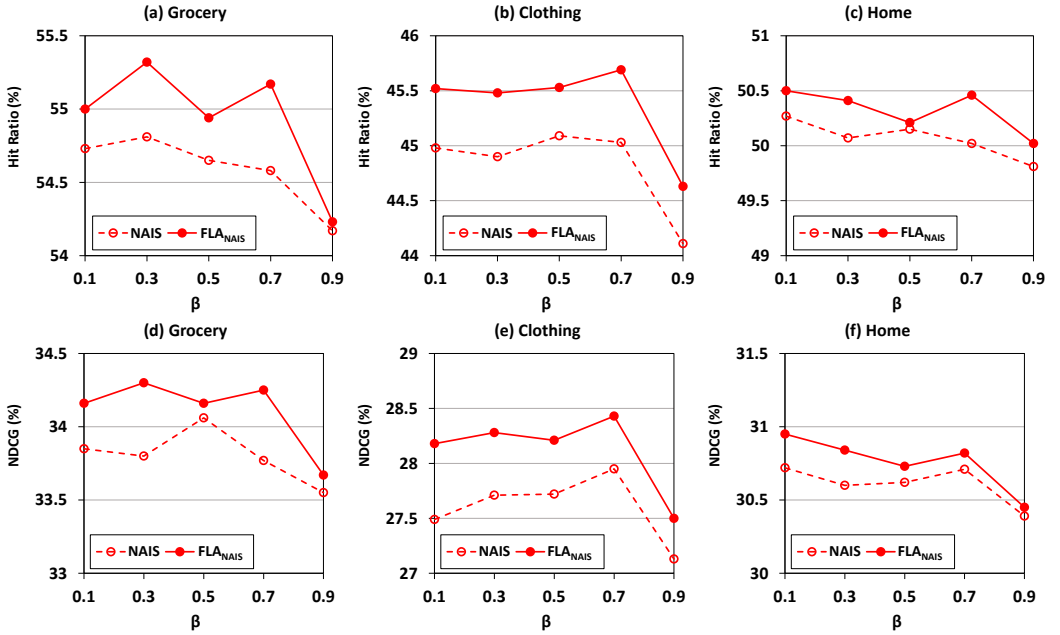 (a) Grocery
Hit Ratio (%)
55.5
55
54.5
54
NAIS
FLA_NAIS
0.1 0.3 0.5 0.7 0.9
β
(b) Clothing
Hit Ratio (%)
46
45.5
45
44.5
44
NAIS
FLA_NAIS
0.1 0.3 0.5 0.7 0.9
β
(c) Home
Hit Ratio (%)
51
50.5
50
49.5
49
NAIS
FLA_NAIS
0.1 0.3 0.5 0.7 0.9
β
(d) Grocery
NDCG (%)
34.5
34
33.5
33
NAIS
FLA_NAIS
0.1 0.3 0.5 0.7 0.9
β
(e) Clothing
NDCG (%)
29
28.5
28
27.5
27
NAIS
FLA_NAIS
0.1 0.3 0.5 0.7 0.9
β
(f) Home
NDCG (%)
31.5
31
30.5
30
NAIS
FLA_NAIS
0.1 0.3 0.5 0.7 0.9
β